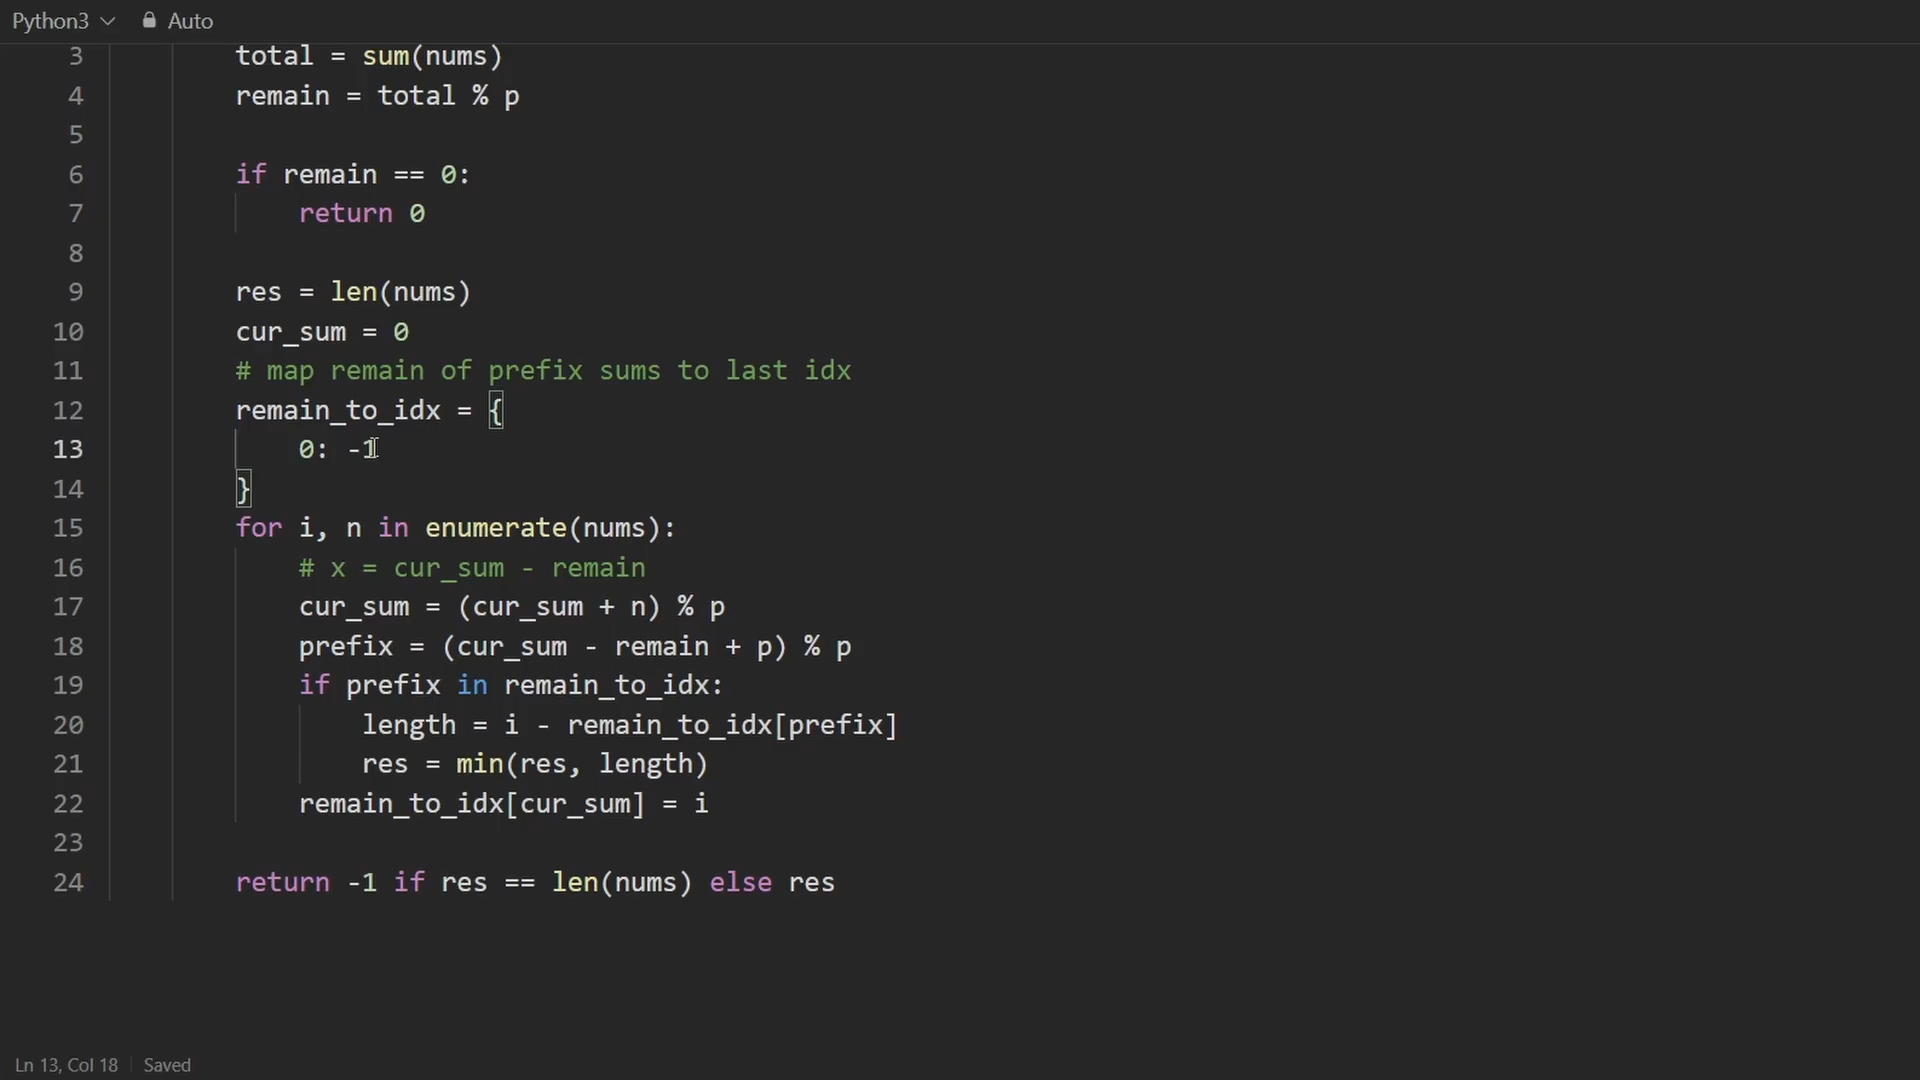 Python3 Auto
3 total = sum(nums)
4 remain = total % p
5
6 if remain == 0:
7 return 0
8
9 res = len(nums)
10 cur_sum = 0
11 # map remain of prefix sums to last idx
12 remain_to_idx = {
13 0: -1
14 }
15 for i, n in enumerate(nums):
16 # x = cur_sum - remain
17 cur_sum = (cur_sum + n) % p
18 prefix = (cur_sum - remain + p) % p
19 if prefix in remain_to_idx:
20 length = i - remain_to_idx[prefix]
21 res = min(res, length)
22 remain_to_idx[cur_sum] = i
23
24 return -1 if res == len(nums) else res
Ln 13, Col 18 Saved